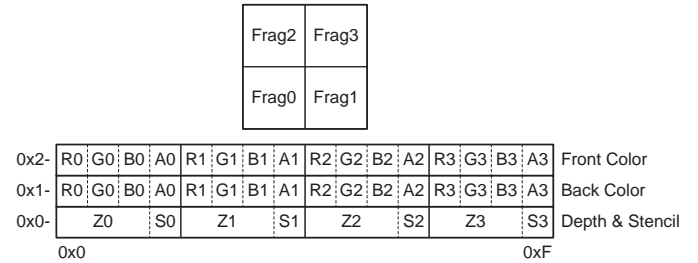 Frag2 Frag3
Frag0 Frag1
0x2- R0 G0 B0 A0 R1 G1 B1 A1 R2 G2 B2 A2 R3 G3 B3 A3 Front Color
0x1- R0 G0 B0 A0 R1 G1 B1 A1 R2 G2 B2 A2 R3 G3 B3 A3 Back Color
0x0- Z0 S0 Z1 S1 Z2 S2 Z3 S3 Depth & Stencil
0x0 0xF